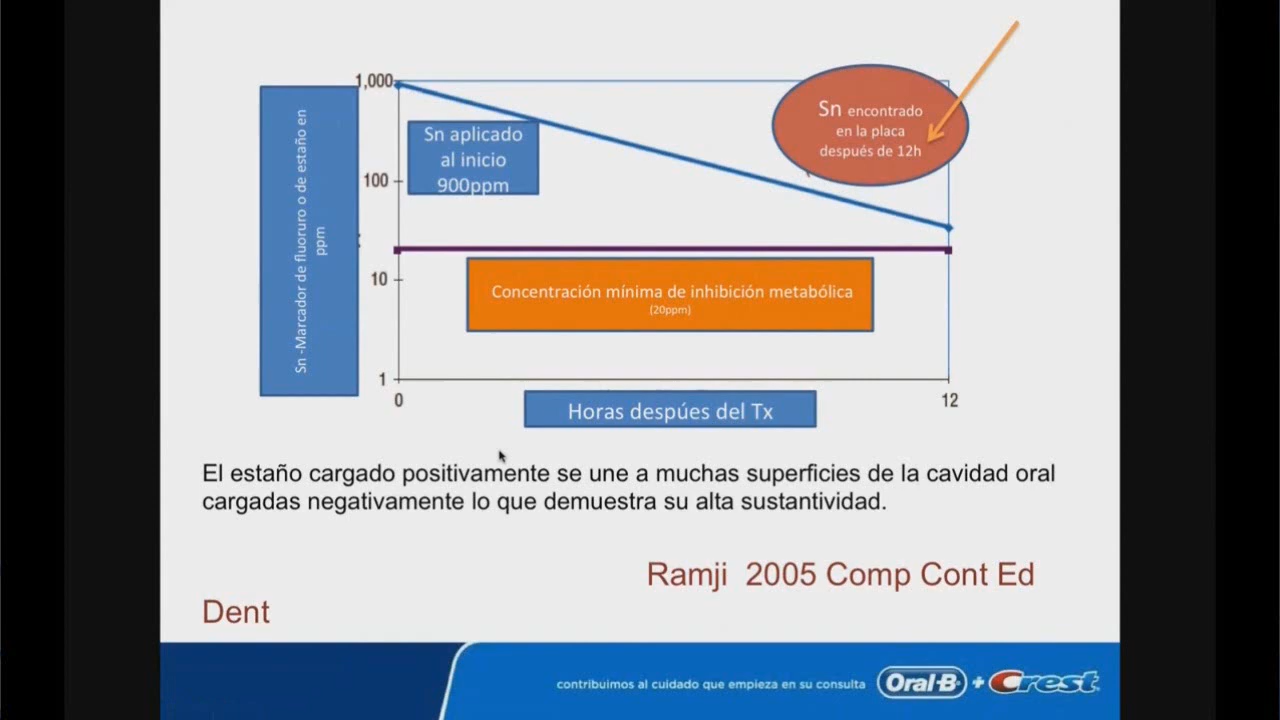 1,000
100
10
1
0
12
Sn -Marcador de fluoruro o de estaño en
ppm
Sn aplicado
al inicio
900ppm
Sn encontrado
en la placa
después de 12h
Concentración mínima de inhibición metabólica
(20ppm)
Horas despúes del Tx
El estaño cargado positivamente se une a muchas superficies de la cavidad oral
cargadas negativamente lo que demuestra su alta sustantividad.
Ramji 2005 Comp Cont Ed
Dent
contribuimos al cuidado que empieza en su consulta
Oral-B + Crest